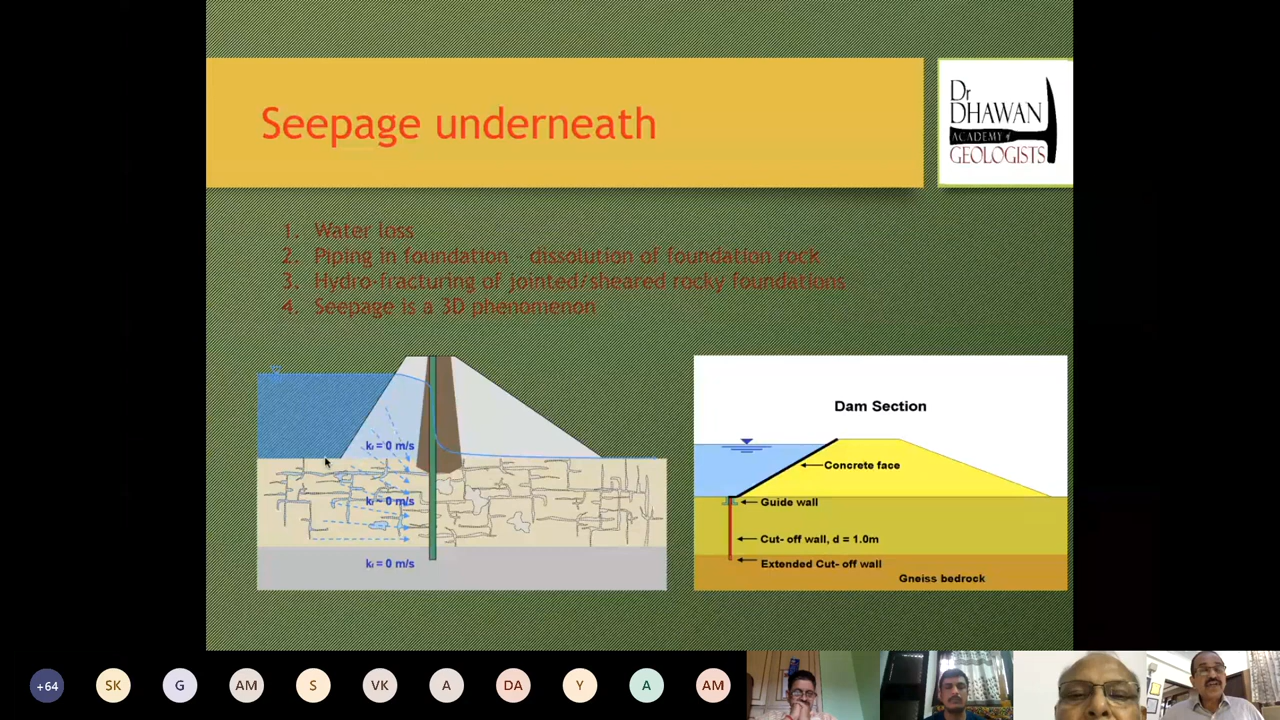 Seepage underneath
Dr
DHAWAN
ACADEMY of
GEOLOGISTS
1. Water loss
2. Piping in foundation - dissolution of foundation rock
3. Hydro-fracturing of jointed/sheared rocky foundations
4. Seepage is a 3D phenomenon
kf = 0 m/s
kf ~ 0 m/s
kf = 0 m/s
Dam Section
Concrete face
Guide wall
Cut- off wall, d = 1.0m
Extended Cut- off wall
Gneiss bedrock
+64 SK G AM S VK A DA Y A AM